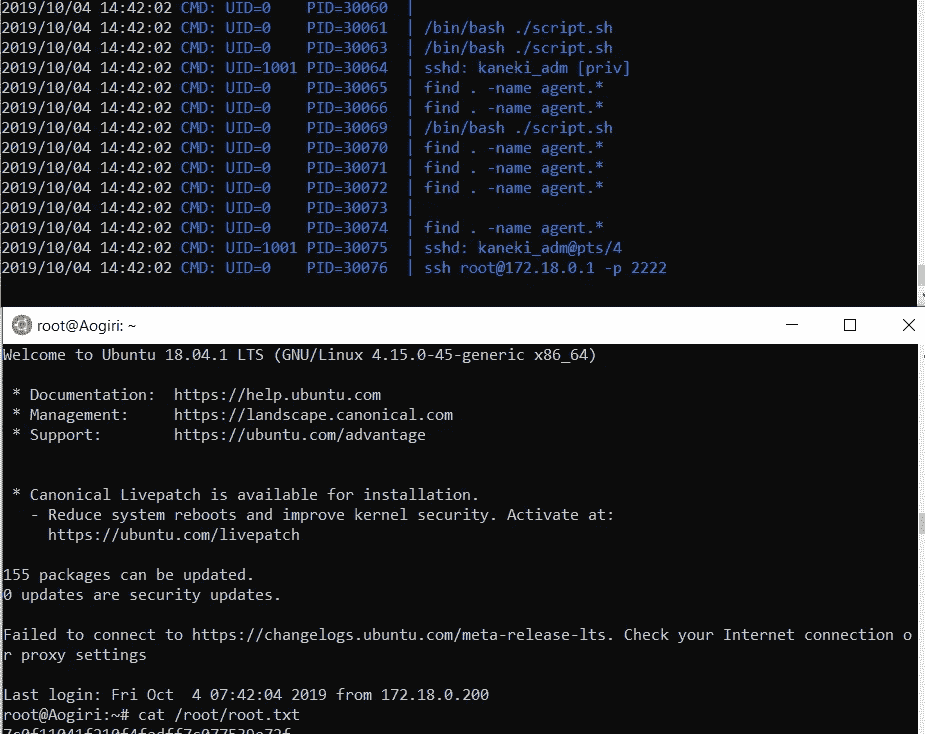 2019/10/04 14:42:02 CMD: UID=0    PID=30060  |
2019/10/04 14:42:02 CMD: UID=0    PID=30061  | /bin/bash ./script.sh
2019/10/04 14:42:02 CMD: UID=0    PID=30063  | /bin/bash ./script.sh
2019/10/04 14:42:02 CMD: UID=1001 PID=30064  | sshd: kaneki_adm [priv]
2019/10/04 14:42:02 CMD: UID=0    PID=30065  | find . -name agent.*
2019/10/04 14:42:02 CMD: UID=0    PID=30066  | find . -name agent.*
2019/10/04 14:42:02 CMD: UID=0    PID=30069  | /bin/bash ./script.sh
2019/10/04 14:42:02 CMD: UID=0    PID=30070  | find . -name agent.*
2019/10/04 14:42:02 CMD: UID=0    PID=30071  | find . -name agent.*
2019/10/04 14:42:02 CMD: UID=0    PID=30072  | find . -name agent.*
2019/10/04 14:42:02 CMD: UID=0    PID=30073  |
2019/10/04 14:42:02 CMD: UID=0    PID=30074  | find . -name agent.*
2019/10/04 14:42:02 CMD: UID=1001 PID=30075  | sshd: kaneki_adm@pts/4
2019/10/04 14:42:02 CMD: UID=0    PID=30076  | ssh root@172.18.0.1 -p 2222
root@Aogiri: ~
Welcome to Ubuntu 18.04.1 LTS (GNU/Linux 4.15.0-45-generic x86_64)
* Documentation:  https://help.ubuntu.com
* Management:     https://landscape.canonical.com
* Support:        https://ubuntu.com/advantage
* Canonical Livepatch is available for installation.
- Reduce system reboots and improve kernel security. Activate at:
https://ubuntu.com/livepatch
155 packages can be updated.
0 updates are security updates.
Failed to connect to https://changelogs.ubuntu.com/meta-release-lts. Check your Internet connection o
r proxy settings
Last login: Fri Oct  4 07:42:04 2019 from 172.18.0.200
root@Aogiri:~# cat /root/root.txt